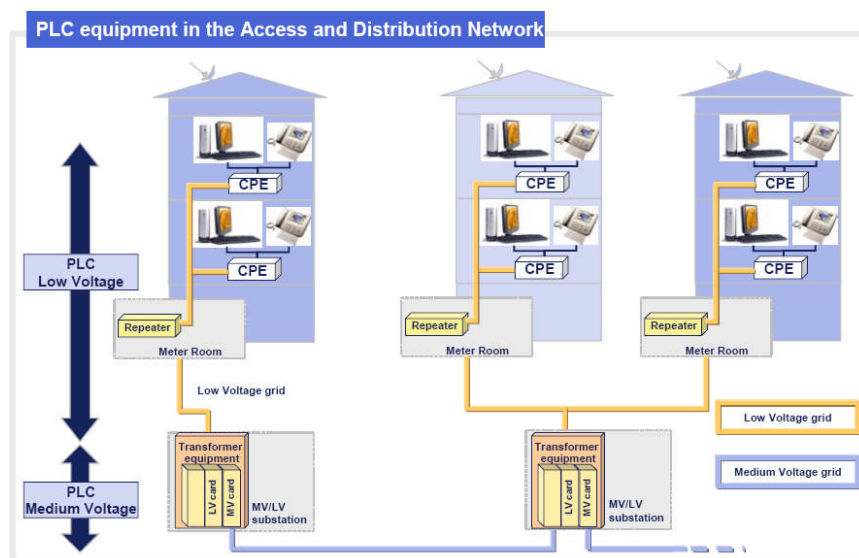 PLC equipment in the Access and Distribution Network
CPE
CPE
CPE
CPE
CPE
CPE
PLC
Low Voltage
Repeater
Meter Room
Repeater
Meter Room
Repeater
Meter Room
Low Voltage grid
Low Voltage grid
Transformer
equipment
LV card
MV card
MV/LV
substation
Transformer
equipment
LV card
MV card
MV/LV
substation
Medium Voltage grid
PLC
Medium Voltage